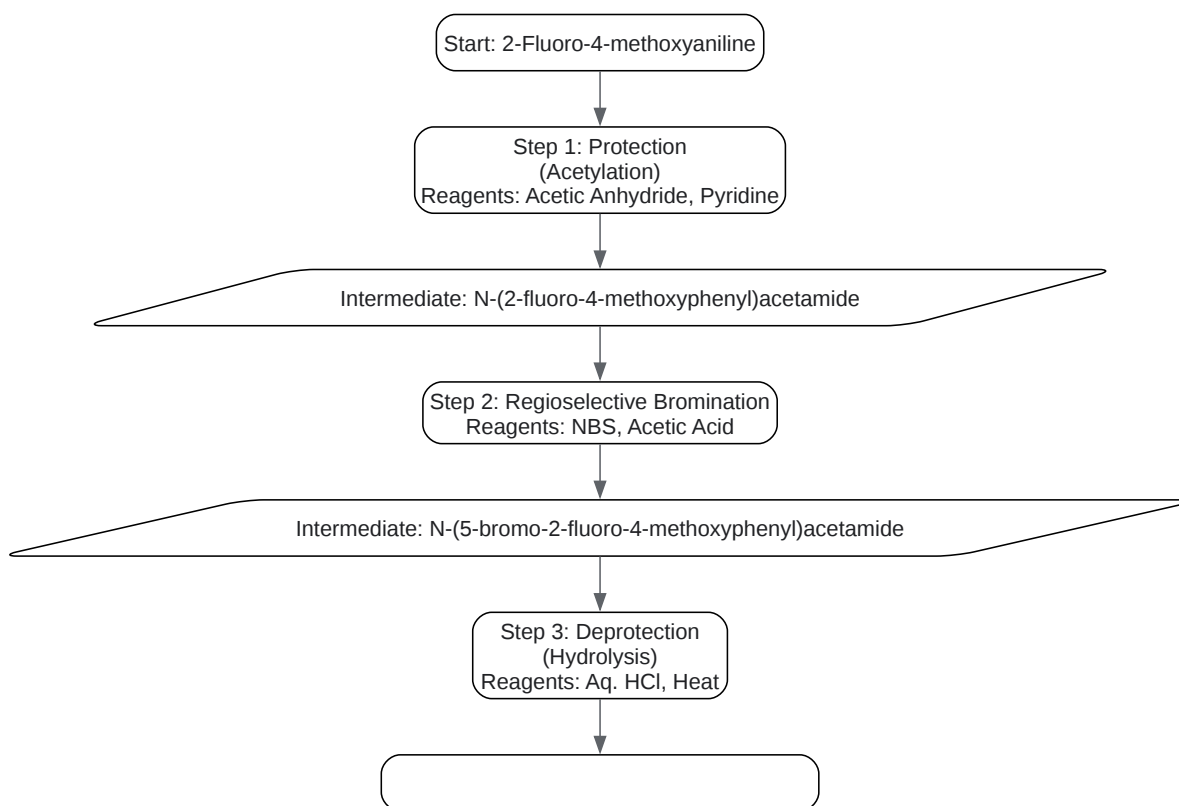 Start: 2-Fluoro-4-methoxyaniline
Step 1: Protection
(Acetylation)
Reagents: Acetic Anhydride, Pyridine
Intermediate: N-(2-fluoro-4-methoxyphenyl)acetamide
Step 2: Regioselective Bromination
Reagents: NBS, Acetic Acid
Intermediate: N-(5-bromo-2-fluoro-4-methoxyphenyl)acetamide
Step 3: Deprotection
(Hydrolysis)
Reagents: Aq. HCl, Heat